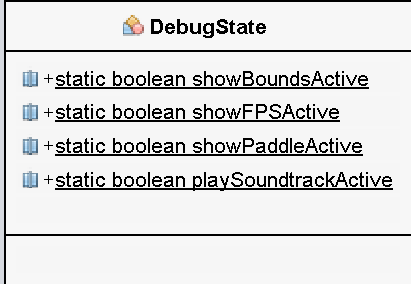 DebugState
+static boolean showBoundsActive
+static boolean showFPSActive
+static boolean showPaddleActive
+static boolean playSoundtrackActive